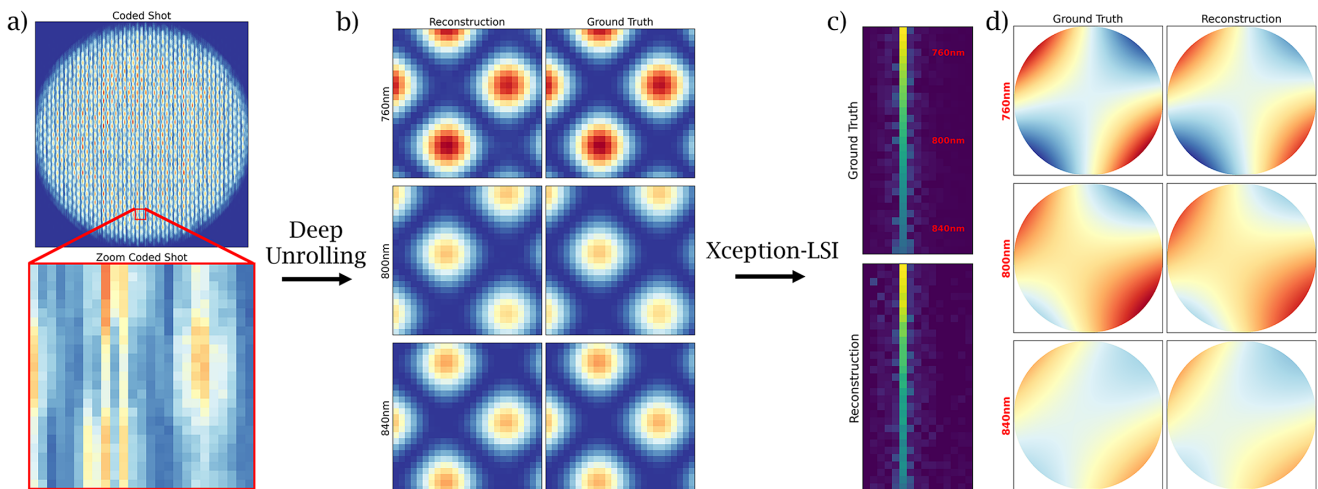 a)
Coded Shot
Zoom Coded Shot
Deep
Unrolling
b)
Reconstruction
Ground Truth
760nm
800nm
840nm
Xception-LSI
c)
Ground Truth
760nm
800nm
840nm
Reconstruction
d)
Ground Truth
Reconstruction
760nm
800nm
840nm